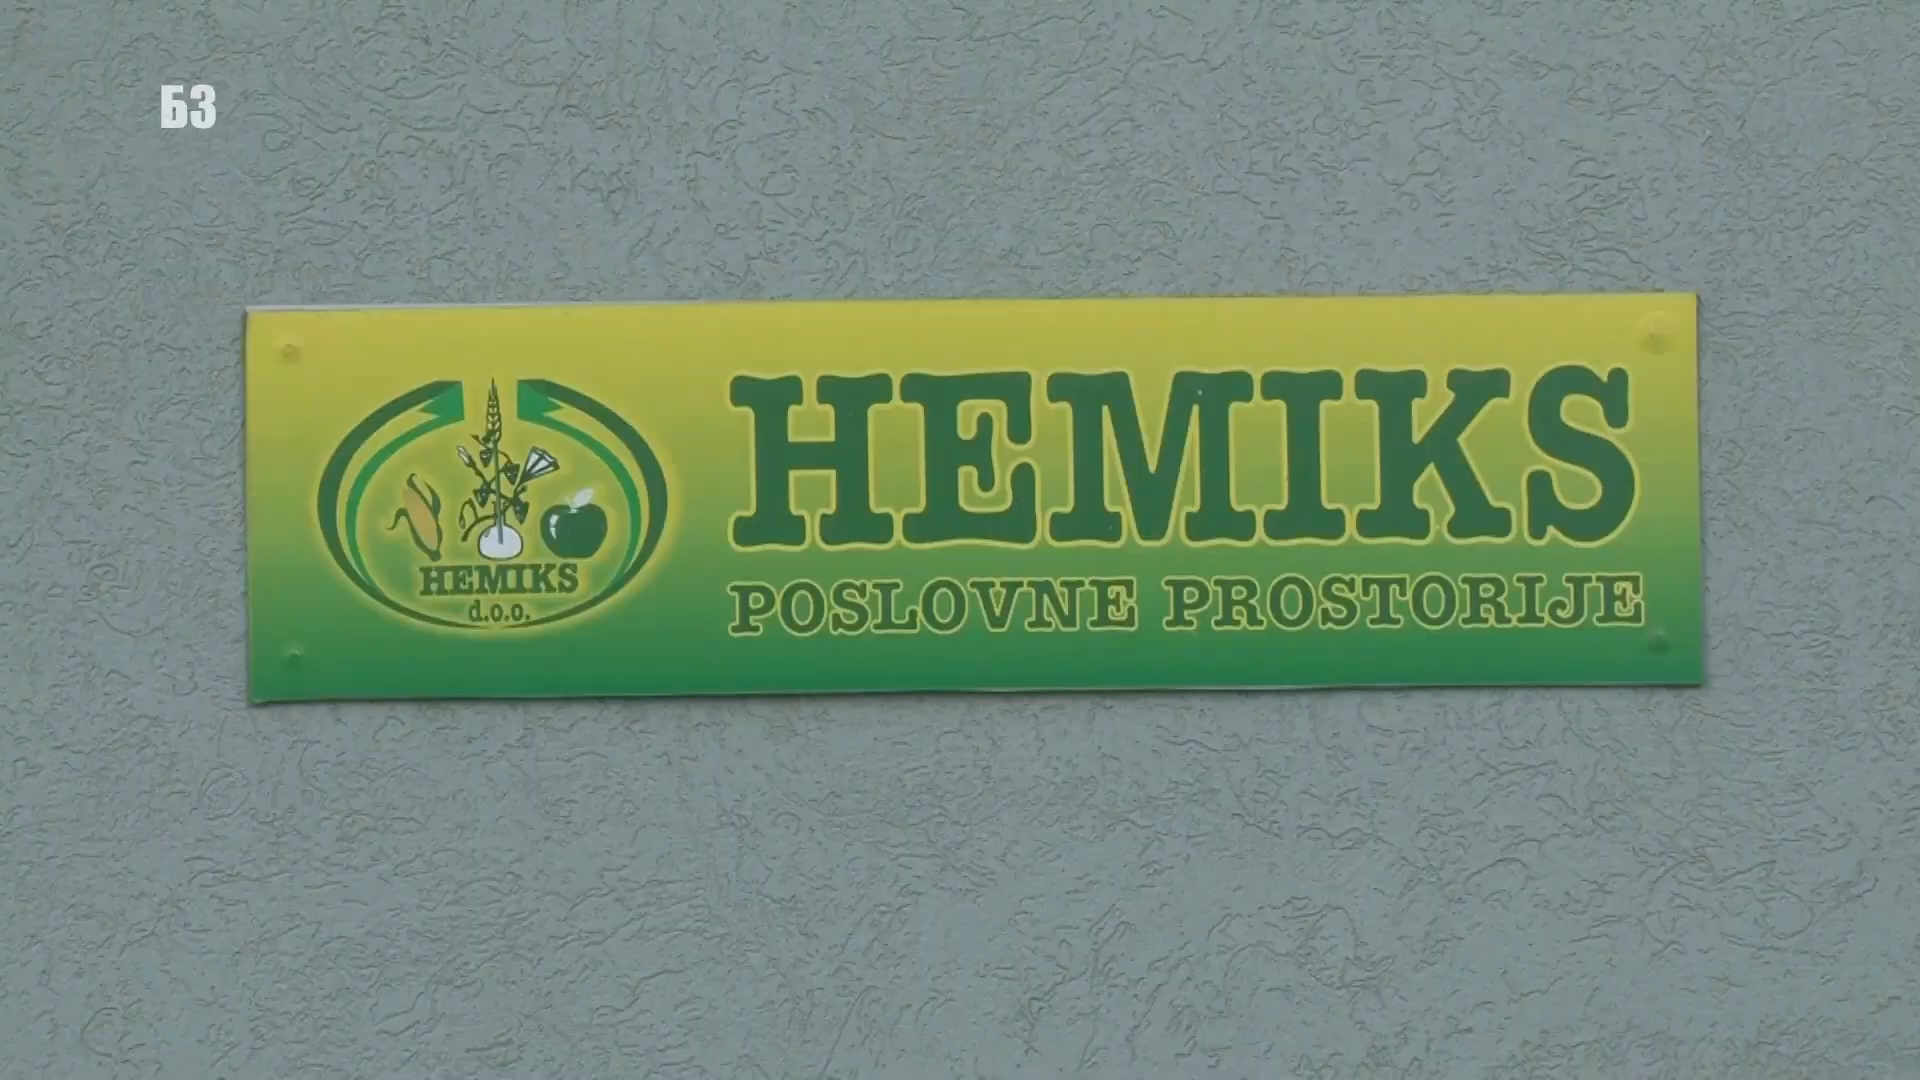 БЗ
HEMIKS
POSLOVNE PROSTORIJE
HEMIKS
d.o.o.